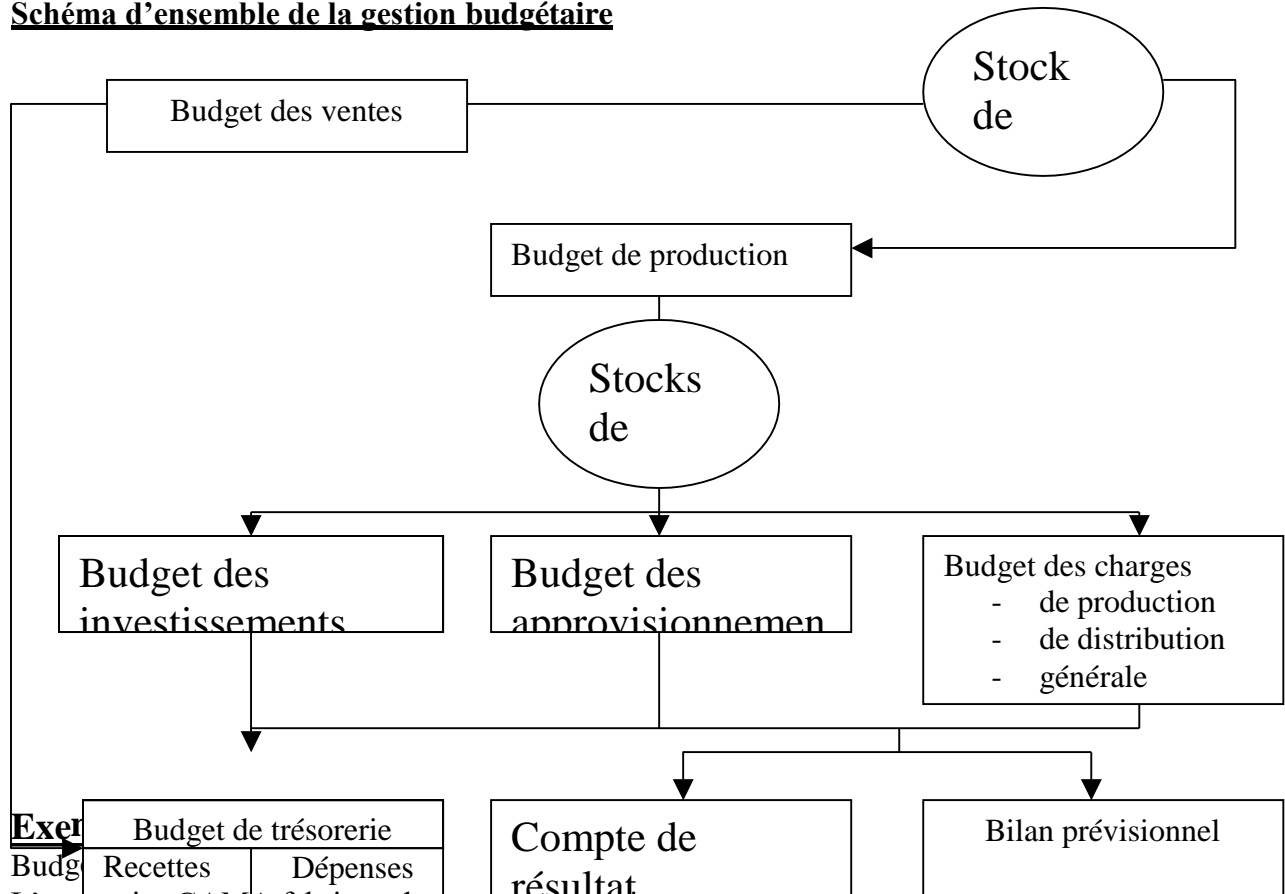 Schéma d'ensemble de la gestion budgétaire
Stock
de
Budget des ventes
Budget de production
Stocks
de
Budget des
investissements
Budget des
approvisionnemen
Budget des charges
- de production
- de distribution
- générale
Budget de trésorerie
Recettes Dépenses
Compte de
résultat
Bilan prévisionnel